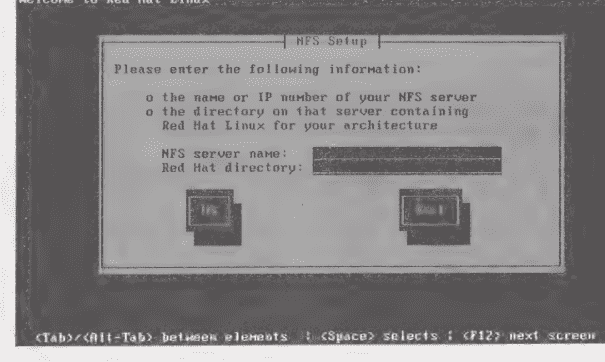 Welcome to Red Hat Linux
NFS Setup
Please enter the following information:
o the name or IP number of your NFS server
o the directory on that server containing
Red Hat Linux for your architecture
NFS server name:
Red Hat directory:
<Tab>/<Alt-Tab> between elements | <Space> selects | <F12> next screen